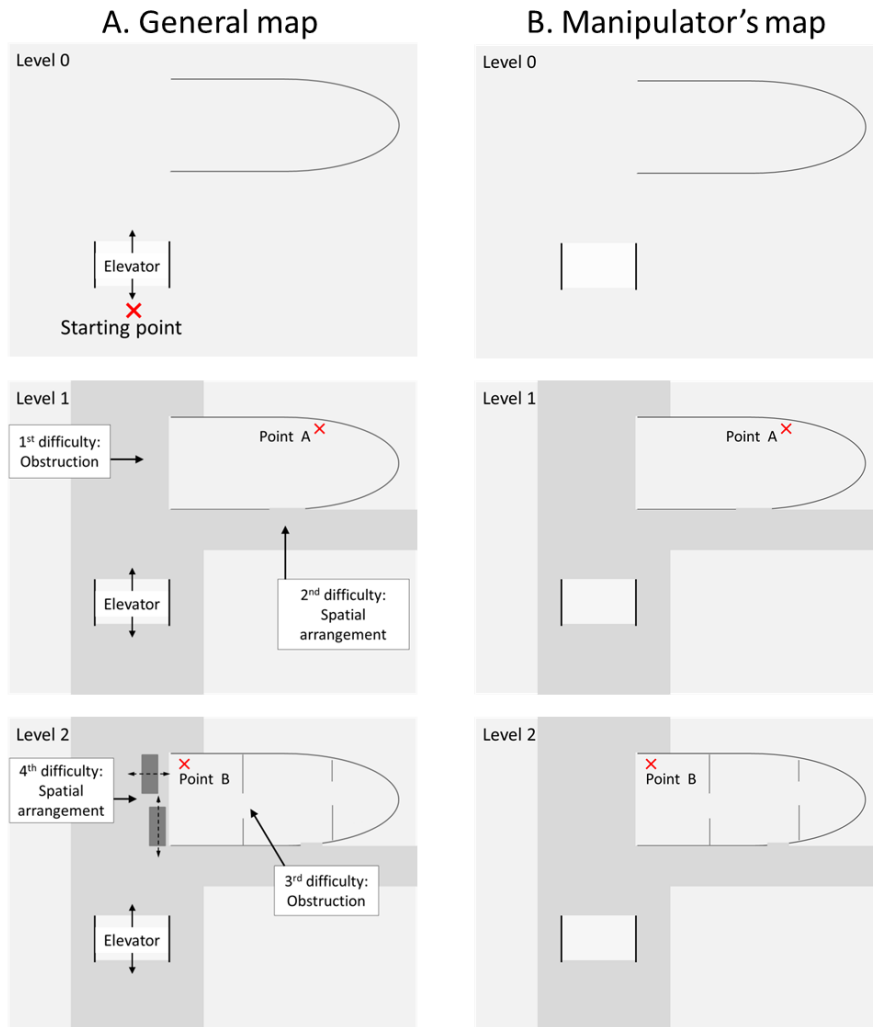 A. General map
B. Manipulator's map
Level 0
Elevator
Starting point
Level 0
Level 1
1st difficulty:
Obstruction
Point A
Elevator
2nd difficulty:
Spatial
arrangement
Level 1
Point A
Level 2
4th difficulty:
Spatial
arrangement
Point B
3rd difficulty:
Obstruction
Elevator
Level 2
Point B